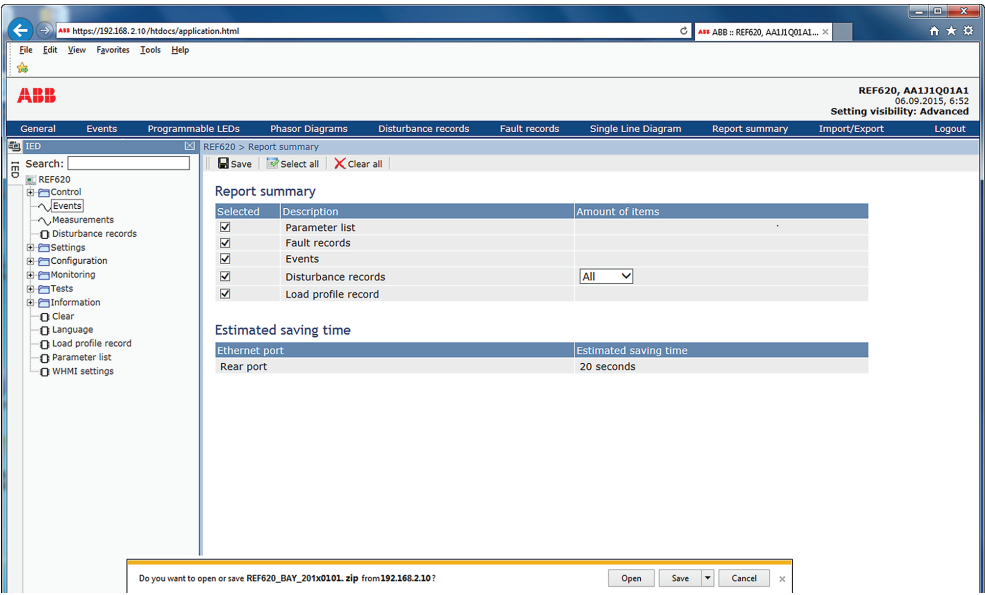 ABB https://192.168.2.10/htdocs/application.html
ABB ABB :: REF620, AA1J1Q01A1... ×
File Edit View Favorites Tools Help
ABB
REF620, AA1J1Q01A1
06.09.2015, 6:52
Setting visibility: Advanced
General Events Programmable LEDs Phasor Diagrams Disturbance records Fault records Single Line Diagram Report summary Import/Export Logout
IED
IED
REF620 > Report summary
Search:
Save Select all Clear all
REF620
Control
Events
Measurements
Disturbance records
Settings
Configuration
Monitoring
Tests
Information
Clear
Language
Load profile record
Parameter list
WHMI settings
Report summary
Selected Description Amount of items
Parameter list
Fault records
Events
Disturbance records All
Load profile record
Estimated saving time
Ethernet port Estimated saving time
Rear port 20 seconds
Do you want to open or save REF620_BAY_201x0101. zip from 192.168.2.10 ?
Open Save Cancel ×